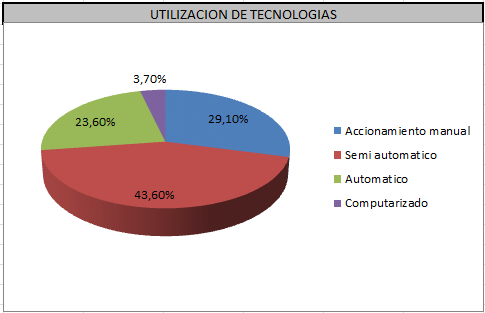 UTILIZACION DE TECNOLOGIAS
3,70%
23,60%
29,10%
43,60%
Accionamiento manual
Semi automatico
Automatico
Computarizado